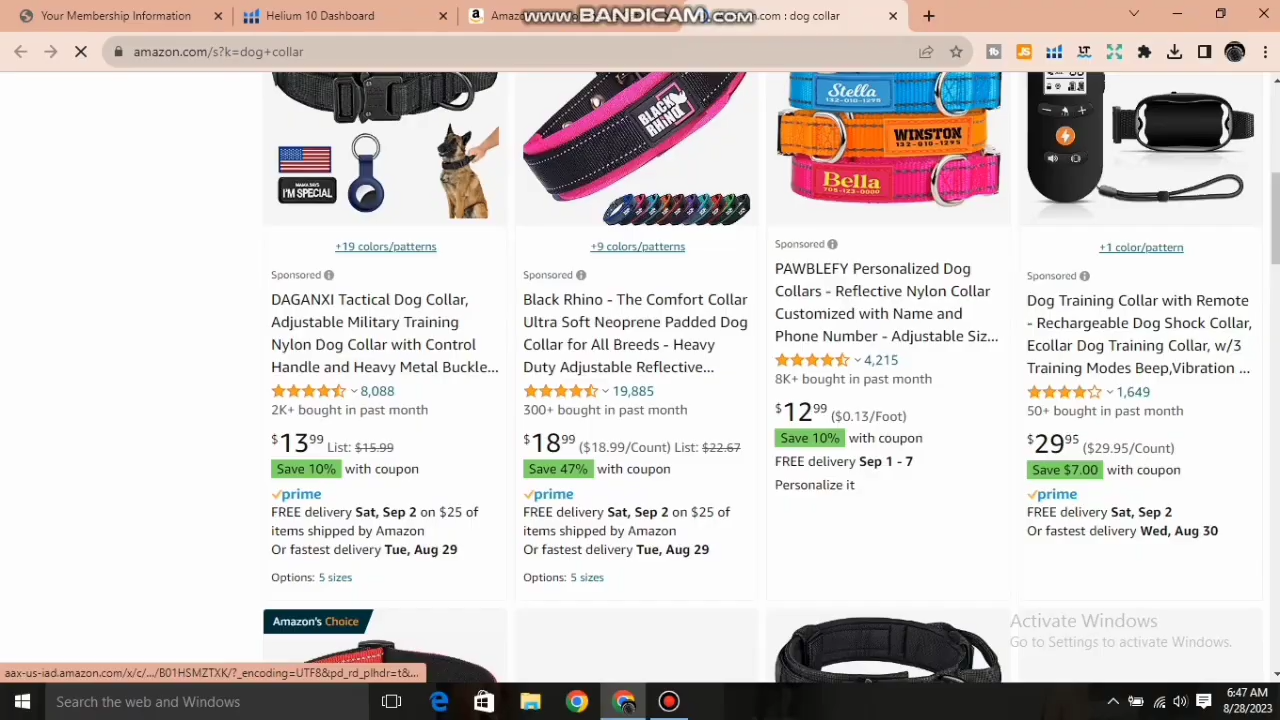 Your Membership Information
Helium 10 Dashboard
Amaz
.com : dog collar
www.BANDICAM.com
amazon.com/s?k=dog+collar
I'M SPECIAL
BLACK RHINO
Stella
132-010-1295
WINSTON
132-010-1295
Bella
+19 colors/patterns
+9 colors/patterns
+1 color/pattern
Sponsored
DAGANXI Tactical Dog Collar,
Adjustable Military Training
Nylon Dog Collar with Control
Handle and Heavy Metal Buckle...
8,088
2K+ bought in past month
$13.99 List: $15.99
Save 10% with coupon
prime
FREE delivery Sat, Sep 2 on $25 of
items shipped by Amazon
Or fastest delivery Tue, Aug 29
Options: 5 sizes
Sponsored
Black Rhino - The Comfort Collar
Ultra Soft Neoprene Padded Dog
Collar for All Breeds - Heavy
Duty Adjustable Reflective...
19,885
300+ bought in past month
$18.99 ($18.99/Count) List: $22.67
Save 47% with coupon
prime
FREE delivery Sat, Sep 2 on $25 of
items shipped by Amazon
Or fastest delivery Tue, Aug 29
Options: 5 sizes
Sponsored
PAWBLEFY Personalized Dog
Collars - Reflective Nylon Collar
Customized with Name and
Phone Number - Adjustable Siz...
4,215
8K+ bought in past month
$12.99 ($0.13/Foot)
Save 10% with coupon
FREE delivery Sep 1 - 7
Personalize it
Sponsored
Dog Training Collar with Remote
- Rechargeable Dog Shock Collar,
Ecollar Dog Training Collar, w/3
Training Modes Beep,Vibration ...
1,649
50+ bought in past month
$29.95 ($29.95/Count)
Save $7.00 with coupon
prime
FREE delivery Sat, Sep 2
Or fastest delivery Wed, Aug 30
Amazon's Choice
Activate Windows
Go to Settings to activate Windows.
aax-us-iad.amazon.com/x/c/.../B01HSMZTXK/?_encoding=UTF8&pd_rd_plhdr=t&...
Search the web and Windows
6:47 AM
8/28/2023